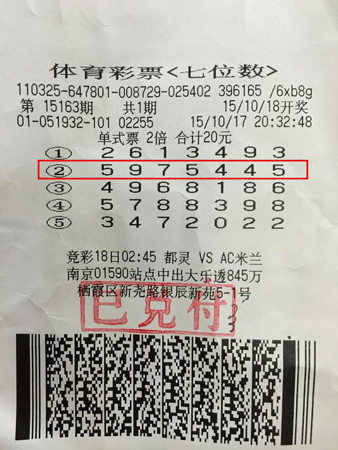 体育彩票<七位数>
110325-647801-008729-025402 396165 /6xb8g
第 15163期 共1期 15/10/18开奖
01-051932-101 02255 15/10/17 20:32:48
单式票 2倍 合计20元
① 2 6 1 3 4 9 3
② 5 9 7 5 4 4 5
③ 4 9 6 8 1 8 6
④ 5 8 7 6 8 8 8
⑤ 3 4 7 2 0 2 2
竞彩18日02:45 都灵 VS AC米兰
南京01590站点中出大乐透845万
栖霞区新尧路银辰新苑5-1号
已兑付